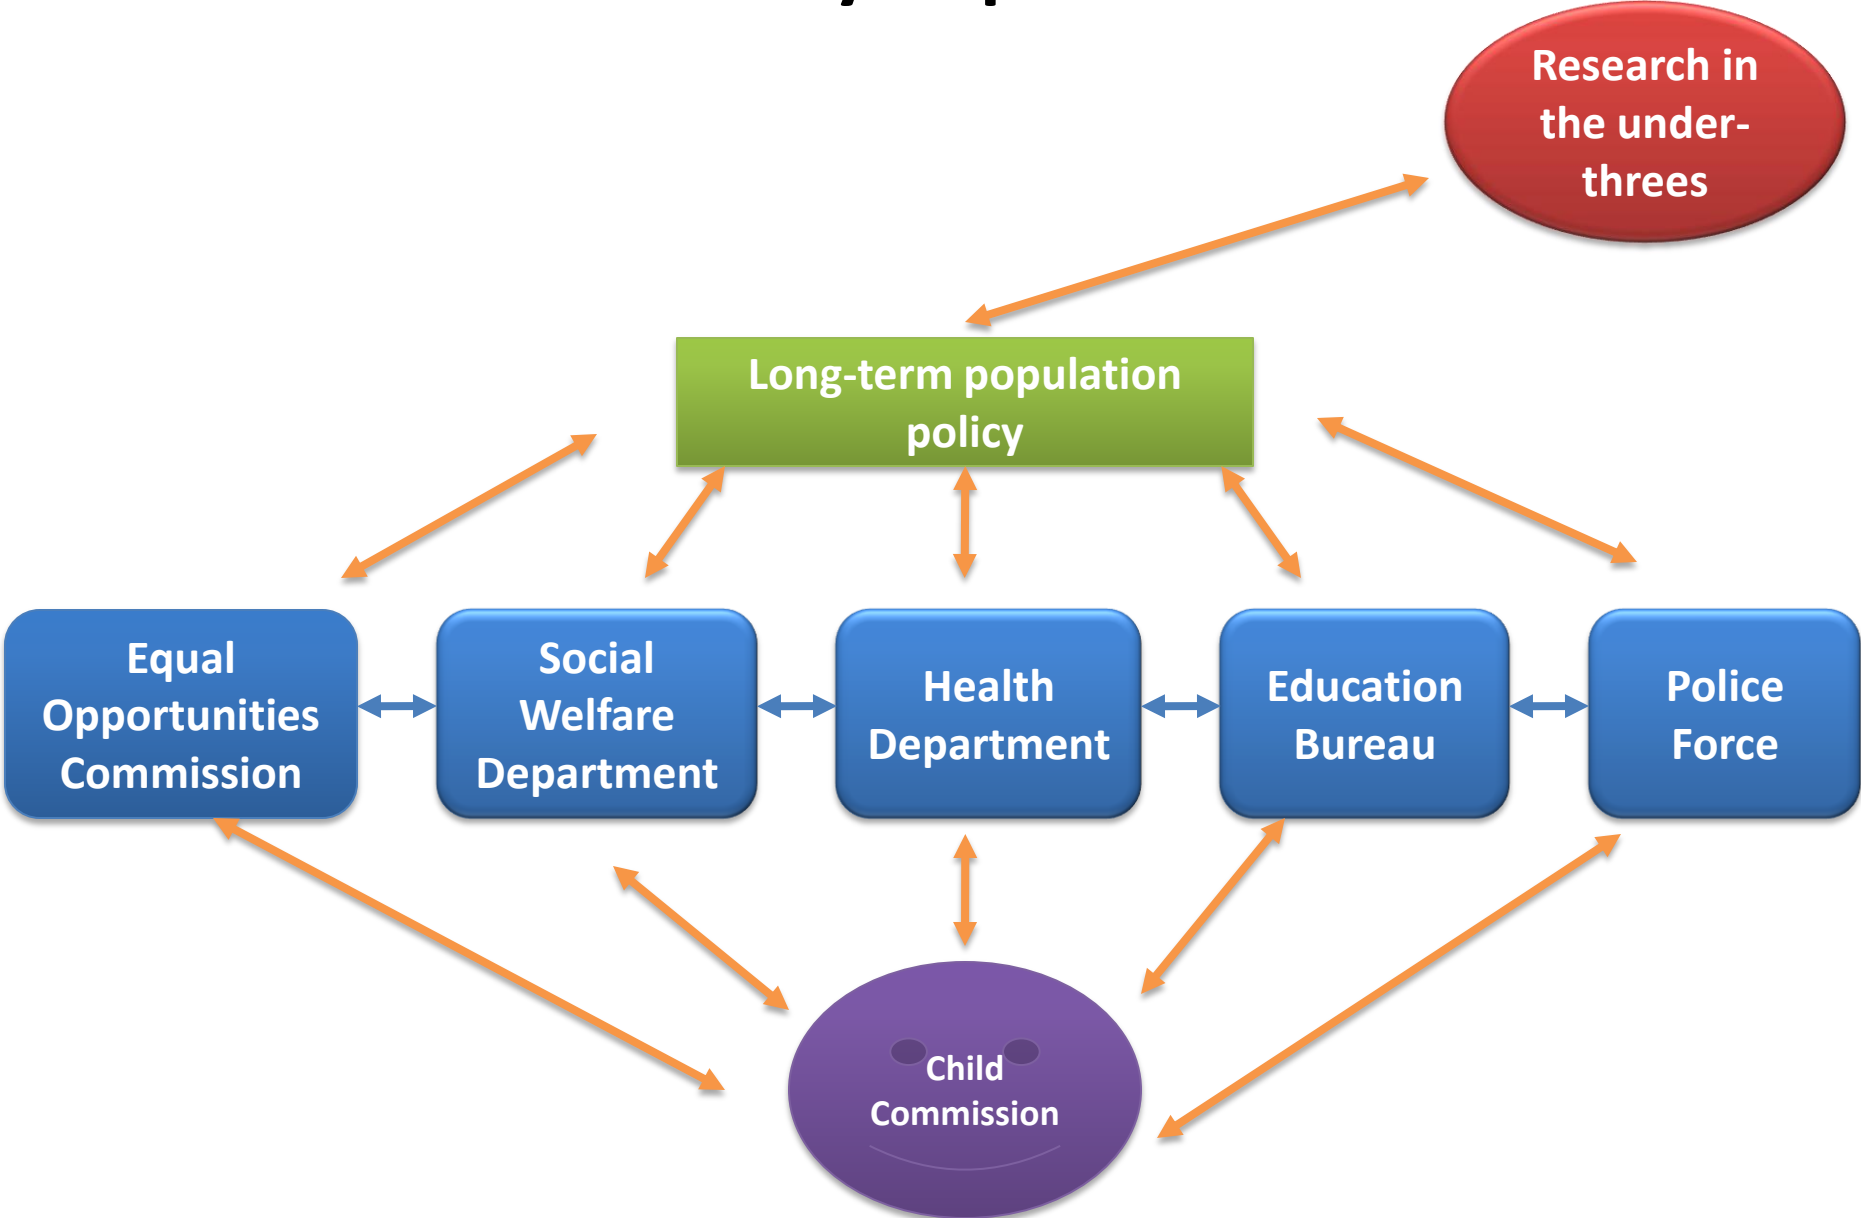 Research in
the under-
threes
Long-term population
policy
Equal
Opportunities
Commission
Social
Welfare
Department
Health
Department
Education
Bureau
Police
Force
Child
Commission